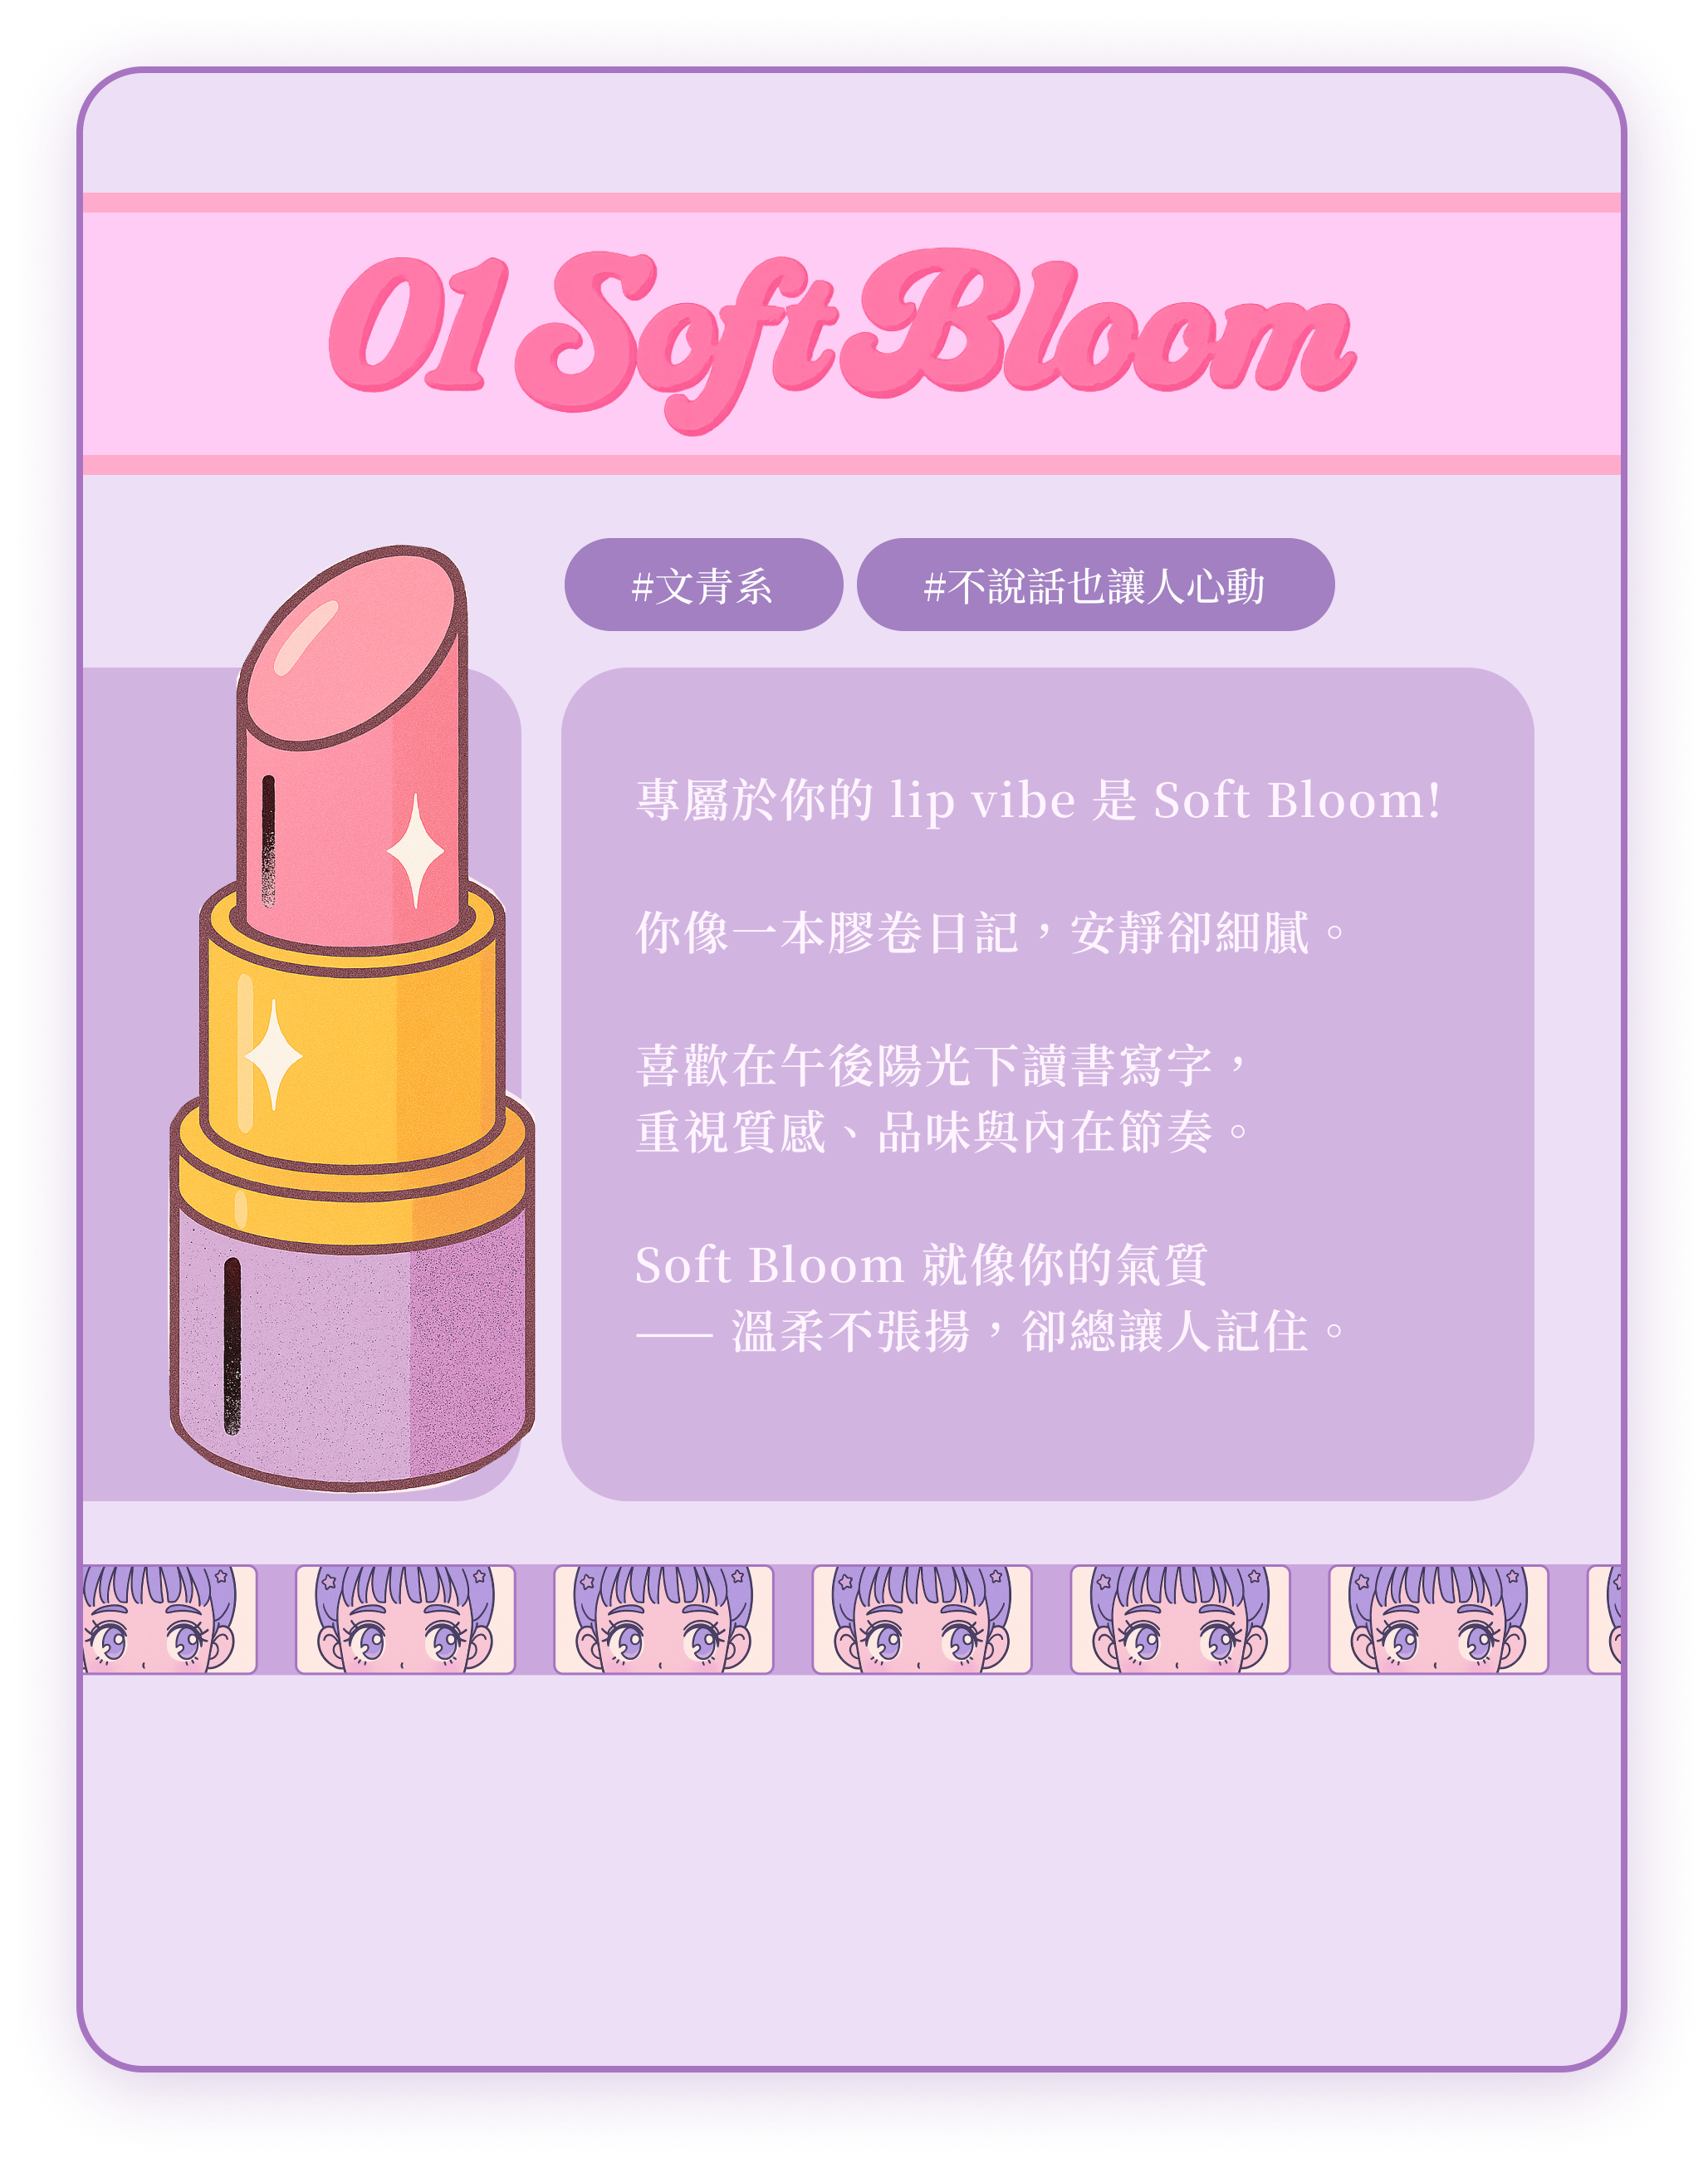 01 Soft Bloom
#文青系 #不說話也讓人心動
專屬於你的 lip vibe 是 Soft Bloom!
你像一本膠卷日記，安靜卻細膩。
喜歡在午後陽光下讀書寫字，
重視質感、品味與內在節奏。
Soft Bloom 就像你的氣質
—— 溫柔不張揚，卻總讓人記住。